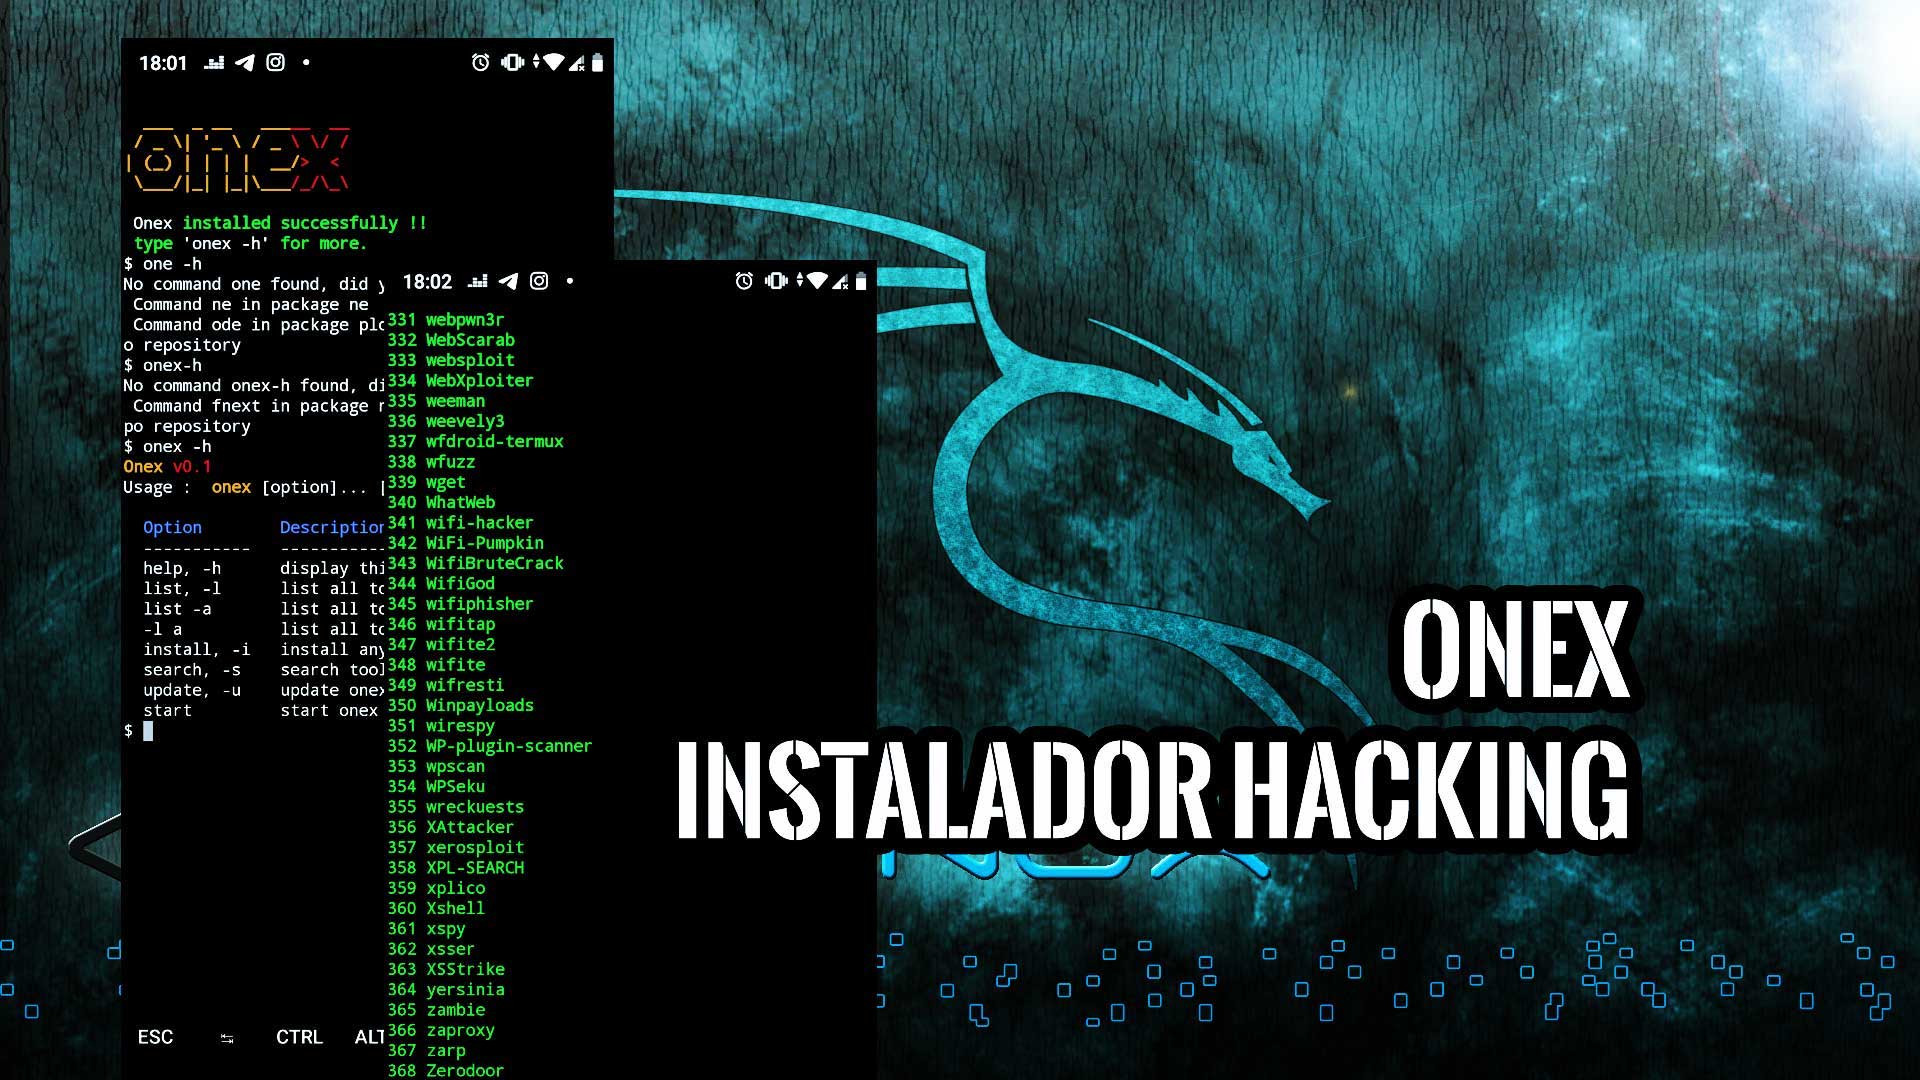 18:01
onex
Onex installed successfully !!
type 'onex -h' for more.
$ one -h
No command one found, did y
Command ne in package ne
Command ode in package plo
o repository
$ onex-h
No command onex-h found, di
Command fnext in package n
po repository
$ onex -h
Onex v0.1
Usage : onex [option]... [
Option Description
----------- -----------
help, -h display thi
list, -l list all to
list -a list all to
-l a list all to
install, -i install any
search, -s search tool
update, -u update onex
start start onex
$
ESC CTRL ALT
18:02
331 webpwn3r
332 WebScarab
333 websploit
334 WebXploiter
335 weeman
336 weevely3
337 wfdroid-termux
338 wfuzz
339 wget
340 WhatWeb
341 wifi-hacker
342 WiFi-Pumpkin
343 WifiBruteCrack
344 WifiGod
345 wifiphisher
346 wifitap
347 wifite2
348 wifite
349 wifresti
350 Winpayloads
351 wirespy
352 WP-plugin-scanner
353 wpscan
354 WPSeku
355 wreckuests
356 XAttacker
357 xerosploit
358 XPL-SEARCH
359 xplico
360 Xshell
361 xspy
362 xsser
363 XSStrike
364 yersinia
365 zambie
366 zaproxy
367 zarp
368 Zerodoor
ONEX
INSTALADOR HACKING